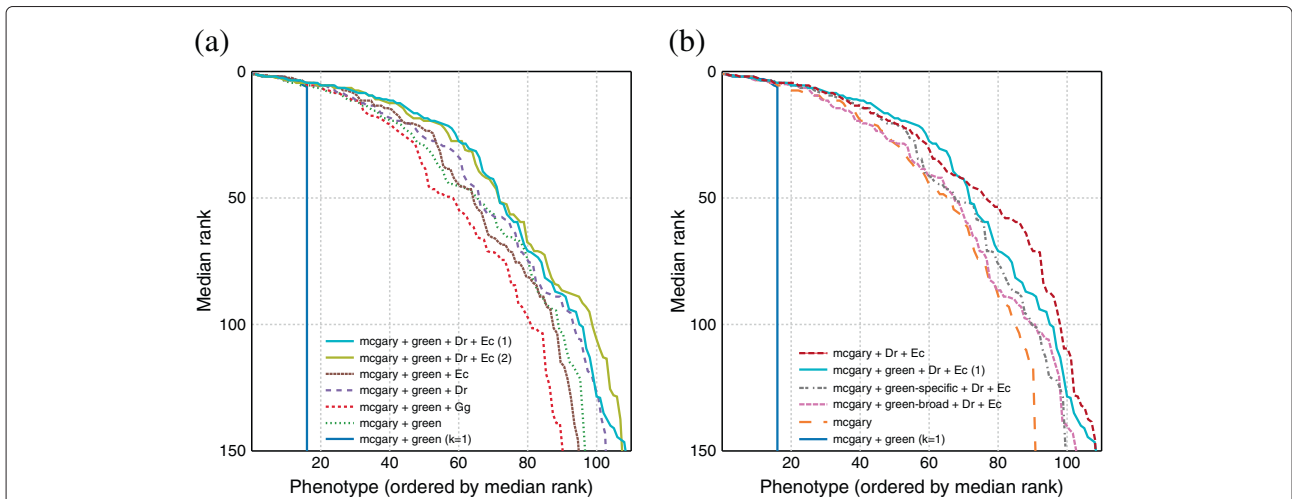 (a)
0
50
100
150
20
40
60
80
100
Median rank
Phenotype (ordered by median rank)
mcgary + green + Dr + Ec (1)
mcgary + green + Dr + Ec (2)
mcgary + green + Ec
mcgary + green + Dr
mcgary + green + Gg
mcgary + green
mcgary + green (k=1)
(b)
0
50
100
150
20
40
60
80
100
Median rank
Phenotype (ordered by median rank)
mcgary + Dr + Ec
mcgary + green + Dr + Ec (1)
mcgary + green-specific + Dr + Ec
mcgary + green-broad + Dr + Ec
mcgary
mcgary + green (k=1)